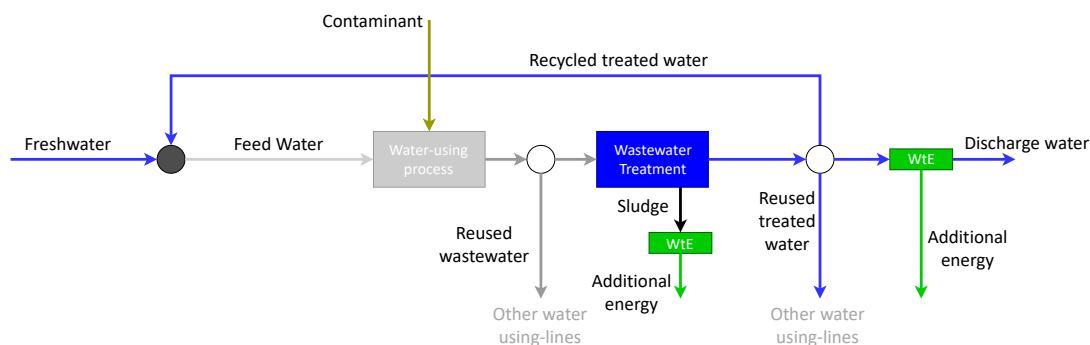 Contaminant
Recycled treated water
Freshwater
Feed Water
Water-using
process
Wastewater
Treatment
WtE
Discharge water
Sludge
Reused
wastewater
WtE
Reused
treated
water
Additional
energy
Additional
energy
Other water
using-lines
Other water
using-lines